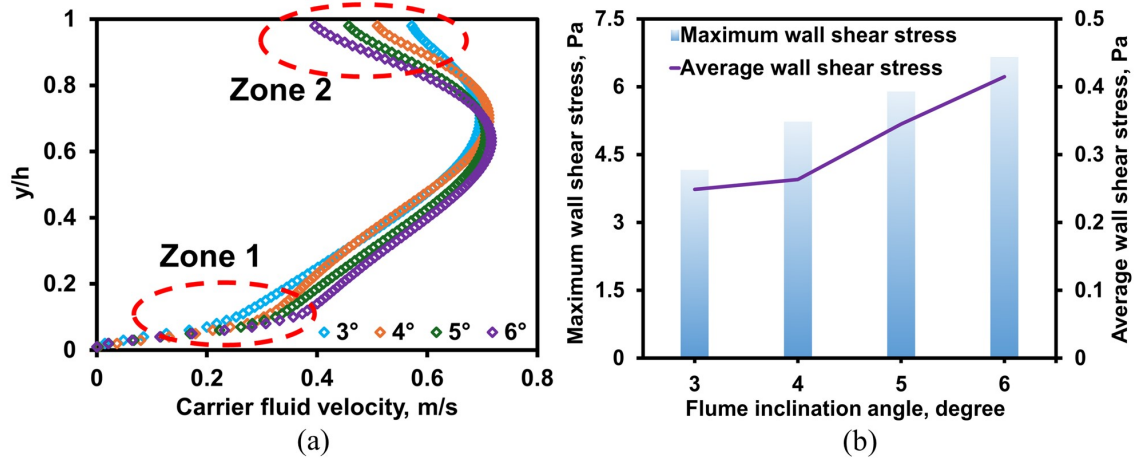 1
0.8
0.6
0.4
0.2
0
y/h
Zone 2
Zone 1
3° 4° 5° 6°
0 0.2 0.4 0.6 0.8
Carrier fluid velocity, m/s
(a)
Maximum wall shear stress, Pa
7.5
6
4.5
3
1.5
0
Maximum wall shear stress
Average wall shear stress
0.5
0.4
0.3
0.2
0.1
0
Average wall shear stress, Pa
3 4 5 6
Flume inclination angle, degree
(b)